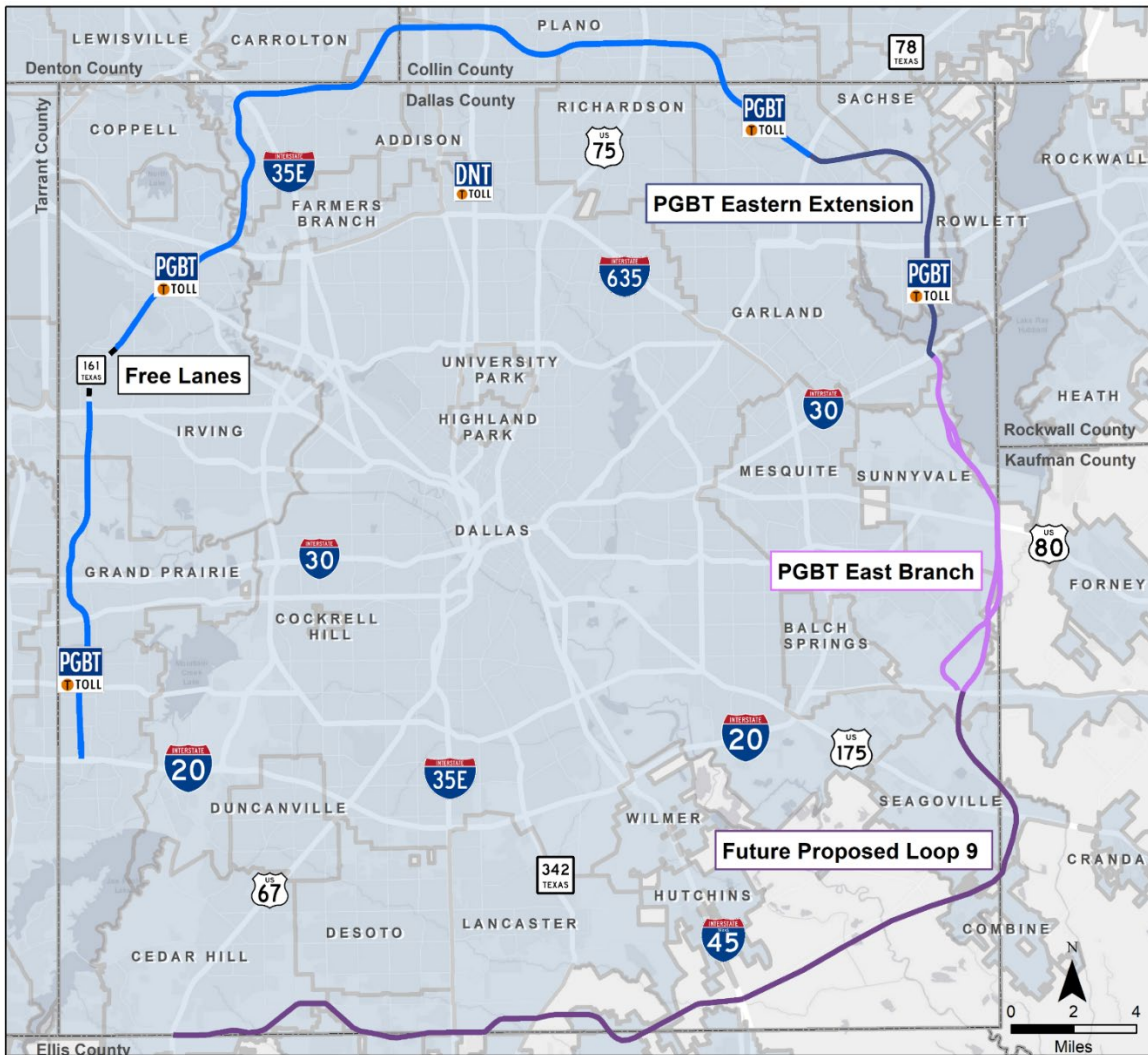 PLANO
LEWISVILLE
CARROLTON
78
TEXAS
Denton County
Collin County
Dallas County
SACHSE
RICHARDSON
PGBT
TOLL
COPPELL
ADDISON
US
75
INTERSTATE
35E
ROCKWALL
Tarrant County
DNT
TOLL
FARMERS
BRANCH
PGBT Eastern Extension
ROWLETT
PGBT
TOLL
INTERSTATE
635
PGBT
TOLL
GARLAND
161
TEXAS
Free Lanes
UNIVERSITY
PARK
HIGHLAND
PARK
INTERSTATE
30
HEATH
IRVING
Rockwall County
Kaufman County
MESQUITE
SUNNYVALE
DALLAS
US
80
INTERSTATE
30
GRAND PRAIRIE
PGBT East Branch
FORNEY
COCKRELL
HILL
BALCH
SPRINGS
PGBT
TOLL
INTERSTATE
20
INTERSTATE
35E
INTERSTATE
20
US
175
DUNCANVILLE
WILMER
SEAGOVILLE
Future Proposed Loop 9
CRANDA
US
67
342
TEXAS
HUTCHINS
LANCASTER
DESOTO
INTERSTATE
45
COMBINE
CEDAR HILL
N
0 2 4
Miles
Ellis County